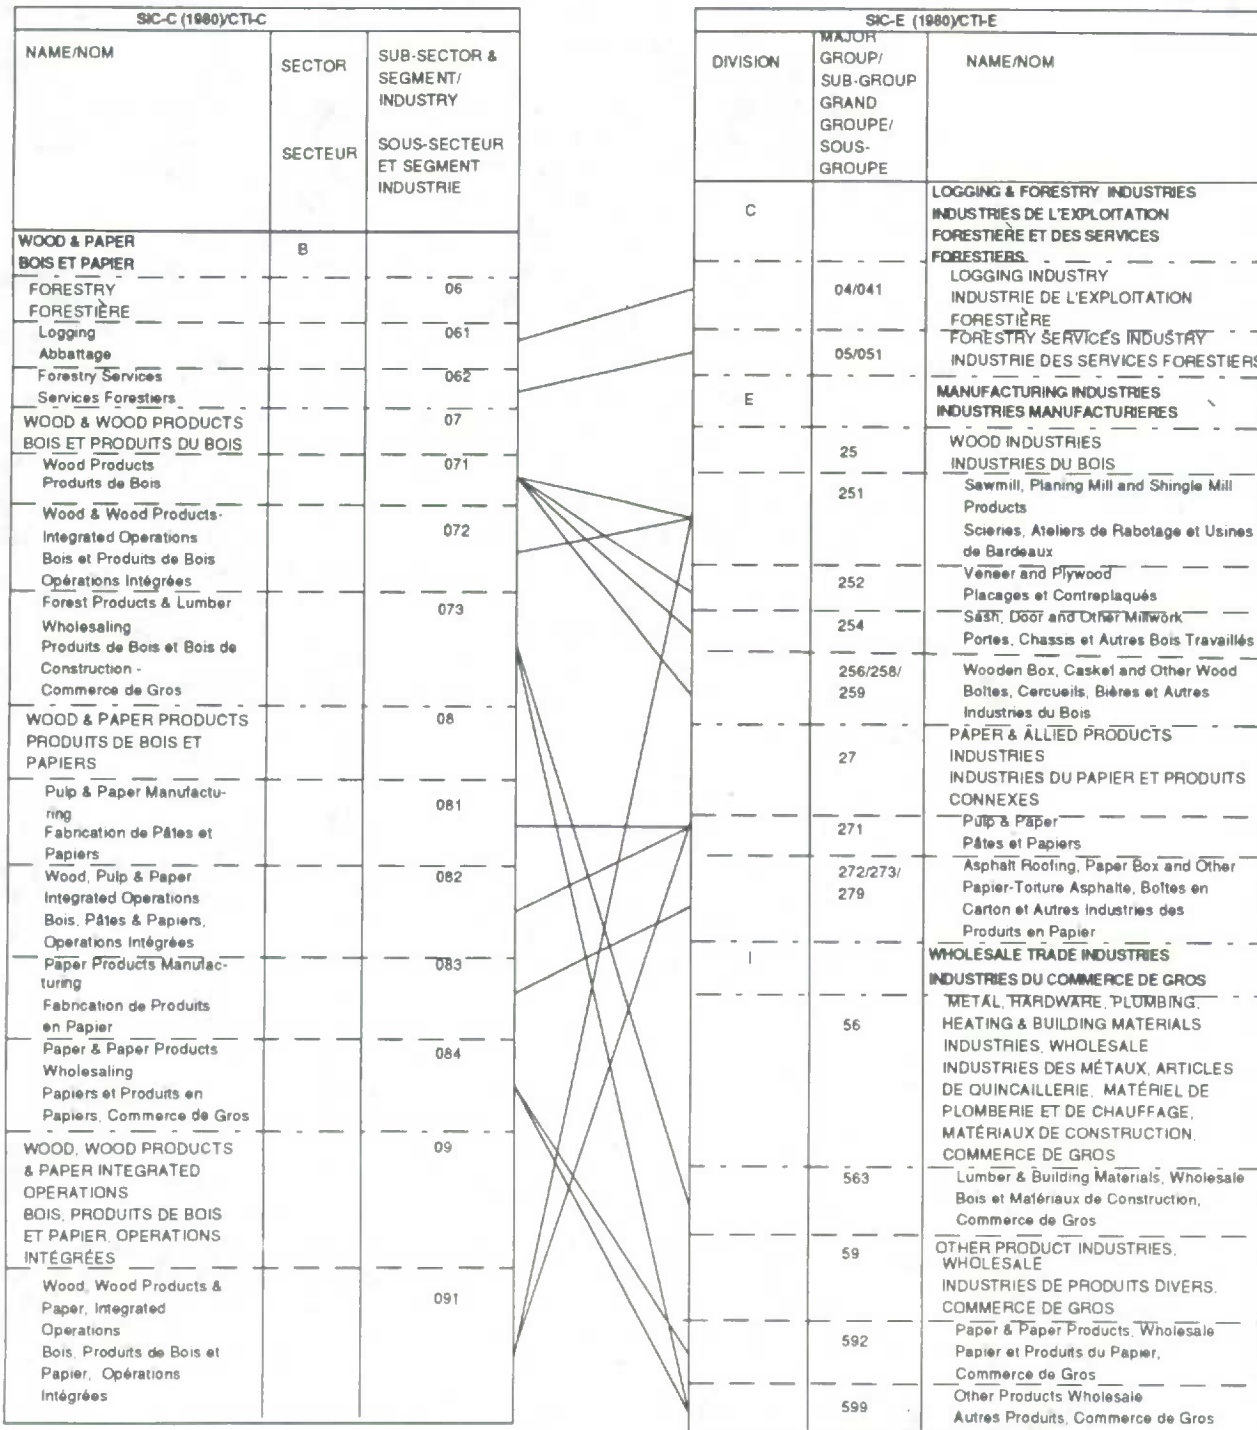 SIC-C (1980)/CTI-C
NAME/NOM
SECTOR
SECTEUR
SUB-SECTOR &
SEGMENT/
INDUSTRY
SOUS-SECTEUR
ET SEGMENT
INDUSTRIE
WOOD & PAPER
B
BOIS ET PAPIER
FORESTRY
06
FORESTIÈRE
Logging
061
Abbattage
Forestry Services
062
Services Forestiers
WOOD & WOOD PRODUCTS
07
BOIS ET PRODUITS DU BOIS
Wood Products
071
Produits de Bois
Wood & Wood Products-
072
Integrated Operations
Bois et Produits de Bois
Opérations Intégrées
Forest Products & Lumber
073
Wholesaling
Produits de Bois et Bois de
Construction -
Commerce de Gros
WOOD & PAPER PRODUCTS
08
PRODUITS DE BOIS ET
PAPIERS
Pulp & Paper Manufactu-
081
ring
Fabrication de Pâtes et
Papiers
Wood, Pulp & Paper
082
Integrated Operations
Bois, Pâtes & Papiers,
Operations Intégrées
Paper Products Manufac-
083
turing
Fabrication de Produits
en Papier
Paper & Paper Products
084
Wholesaling
Papiers et Produits en
Papiers, Commerce de Gros
WOOD, WOOD PRODUCTS
09
& PAPER INTEGRATED
OPERATIONS
BOIS, PRODUITS DE BOIS
ET PAPIER, OPERATIONS
INTÉGRÉES
Wood, Wood Products &
091
Paper, Integrated
Operations
Bois, Produits de Bois et
Papier, Opérations
Intégrées
SIC-E (1980)/CTI-E
DIVISION
MAJOR
GROUP/
SUB-GROUP
GRAND
GROUPE/
SOUS-
GROUPE
NAME/NOM
C
LOGGING & FORESTRY INDUSTRIES
INDUSTRIES DE L'EXPLOITATION
FORESTIÈRE ET DES SERVICES
FORESTIERS
04/041
LOGGING INDUSTRY
INDUSTRIE DE L'EXPLOITATION
FORESTIÈRE
05/051
FORESTRY SERVICES INDUSTRY
INDUSTRIE DES SERVICES FORESTIERS
E
MANUFACTURING INDUSTRIES
INDUSTRIES MANUFACTURIERES
25
WOOD INDUSTRIES
INDUSTRIES DU BOIS
251
Sawmill, Planing Mill and Shingle Mill
Products
Scieries, Ateliers de Rabotage et Usines
de Bardeaux
252
Veneer and Plywood
Placages et Contreplaqués
254
Sash, Door and Other Millwork
Portes, Chassis et Autres Bois Travaillés
256/258/
259
Wooden Box, Casket and Other Wood
Boîtes, Cercueils, Bières et Autres
Industries du Bois
27
PAPER & ALLIED PRODUCTS
INDUSTRIES
INDUSTRIES DU PAPIER ET PRODUITS
CONNEXES
271
Pulp & Paper
Pâtes et Papiers
272/273/
279
Asphalt Roofing, Paper Box and Other
Papier-Toiture Asphalte, Boîtes en
Carton et Autres Industries des
Produits en Papier
I
WHOLESALE TRADE INDUSTRIES
INDUSTRIES DU COMMERCE DE GROS
56
METAL, HARDWARE, PLUMBING,
HEATING & BUILDING MATERIALS
INDUSTRIES, WHOLESALE
INDUSTRIES DES MÉTAUX, ARTICLES
DE QUINCAILLERIE, MATÉRIEL DE
PLOMBERIE ET DE CHAUFFAGE,
MATÉRIAUX DE CONSTRUCTION,
COMMERCE DE GROS
563
Lumber & Building Materials, Wholesale
Bois et Matériaux de Construction,
Commerce de Gros
59
OTHER PRODUCT INDUSTRIES,
WHOLESALE
INDUSTRIES DE PRODUITS DIVERS,
COMMERCE DE GROS
592
Paper & Paper Products, Wholesale
Papier et Produits du Papier,
Commerce de Gros
599
Other Products Wholesale
Autres Produits, Commerce de Gros